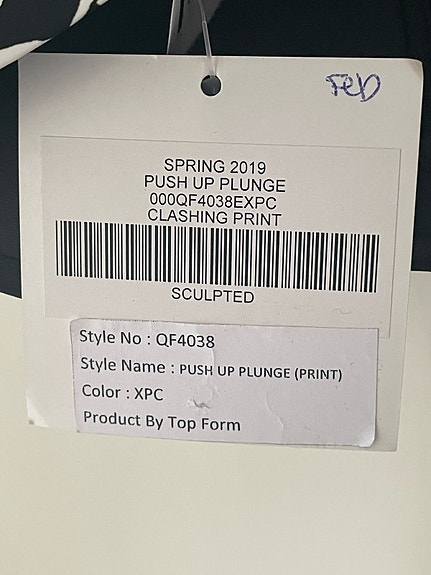 Feb
SPRING 2019
PUSH UP PLUNGE
000QF4038EXPC
CLASHING PRINT
SCULPTED
Style No : QF4038
Style Name : PUSH UP PLUNGE (PRINT)
Color : XPC
Product By Top Form